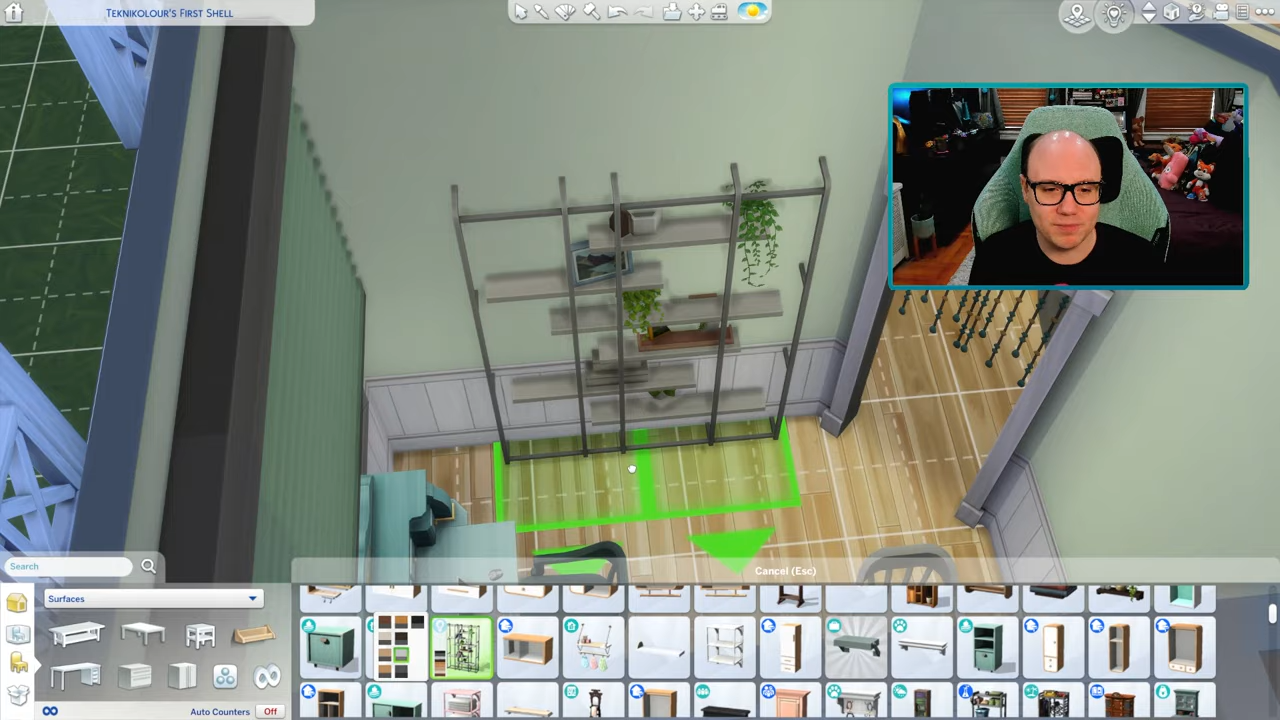 TEKNIKOLOUR'S FIRST SHELL
Cancel (Esc)
Search
Surfaces
Auto Counters
Off